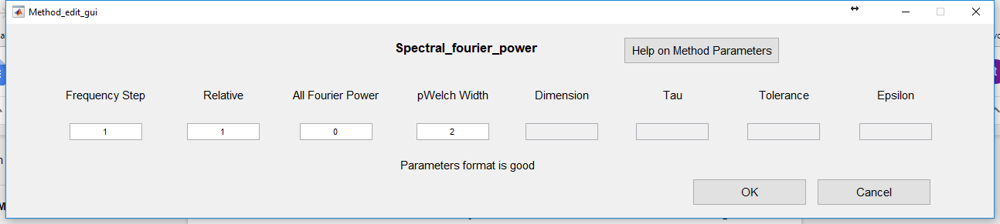 Method_edit_gui
Spectral_fourier_power
Help on Method Parameters
Frequency Step Relative All Fourier Power pWelch Width Dimension Tau Tolerance Epsilon
1 1 0 2
Parameters format is good
OK Cancel